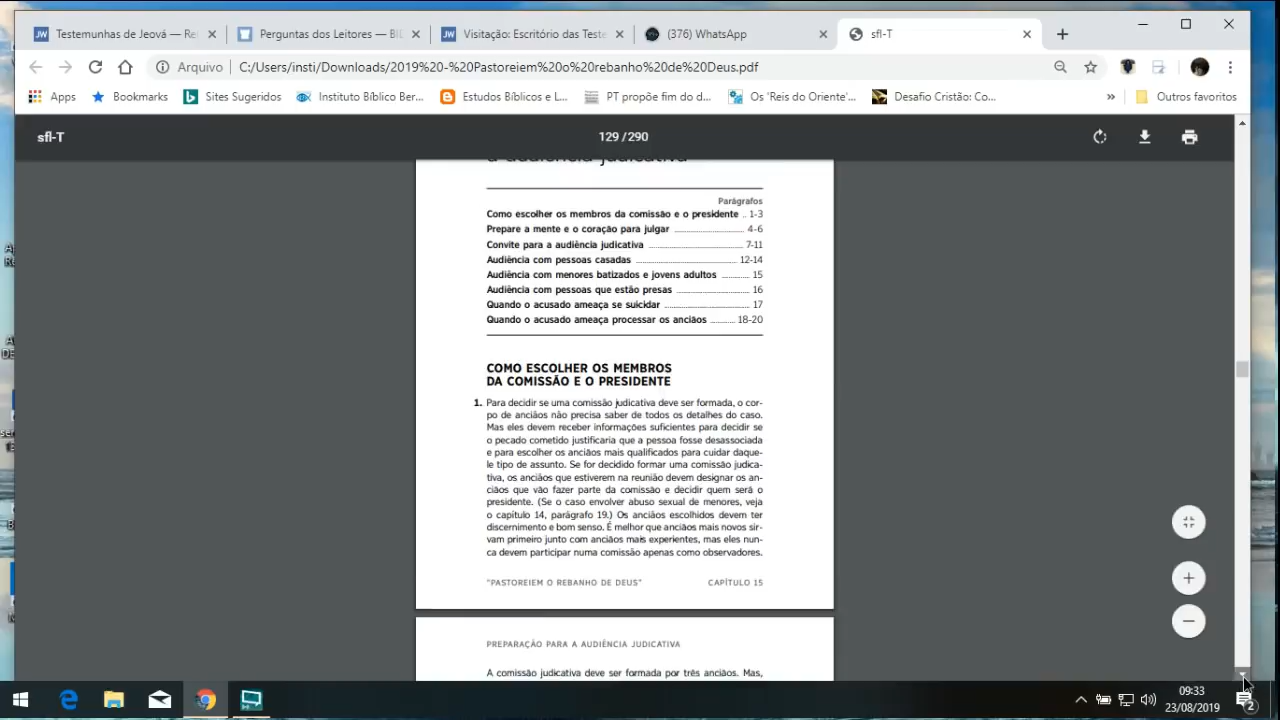 Testemunhas de Jeová — Re
Perguntas dos Leitores — BI
Visitação: Escritório das Teste
(376) WhatsApp
sfl-T
Arquivo
C:/Users/insti/Downloads/2019%20-%20Pastoreiem%20o%20rebanho%20de%20Deus.pdf
Apps
Bookmarks
Sites Sugeridos
Instituto Bíblico Ber...
Estudos Bíblicos e L...
PT propõe fim do d...
Os 'Reis do Oriente'...
Desafio Cristão: Co...
Outros favoritos
sfl-T
129 / 290
a audiência judicativa
Parágrafos
Como escolher os membros da comissão e o presidente .. 1-3
Prepare a mente e o coração para julgar .......... 4-6
Convite para a audiência judicativa .......... 7-11
Audiência com pessoas casadas .......... 12-14
Audiência com menores batizados e jovens adultos .......... 15
Audiência com pessoas que estão presas .......... 16
Quando o acusado ameaça se suicidar .......... 17
Quando o acusado ameaça processar os anciãos .......... 18-20
COMO ESCOLHER OS MEMBROS
DA COMISSÃO E O PRESIDENTE
1. Para decidir se uma comissão judicativa deve ser formada, o cor-
po de anciãos não precisa saber de todos os detalhes do caso.
Mas eles devem receber informações suficientes para decidir se
o pecado cometido justificaria que a pessoa fosse desassociada
e para escolher os anciãos mais qualificados para cuidar daque-
le tipo de assunto. Se for decidido formar uma comissão judica-
tiva, os anciãos que estiverem na reunião devem designar os an-
ciãos que vão fazer parte da comissão e decidir quem será o
presidente. (Se o caso envolver abuso sexual de menores, veja
o capítulo 14, parágrafo 19.) Os anciãos escolhidos devem ter
discernimento e bom senso. É melhor que anciãos mais novos sir-
vam primeiro junto com anciãos mais experientes, mas eles nun-
ca devem participar numa comissão apenas como observadores.
"PASTOREIEM O REBANHO DE DEUS"
CAPÍTULO 15
PREPARAÇÃO PARA A AUDIÊNCIA JUDICATIVA
A comissão judicativa deve ser formada por três anciãos. Mas,
09:33
23/08/2019
2